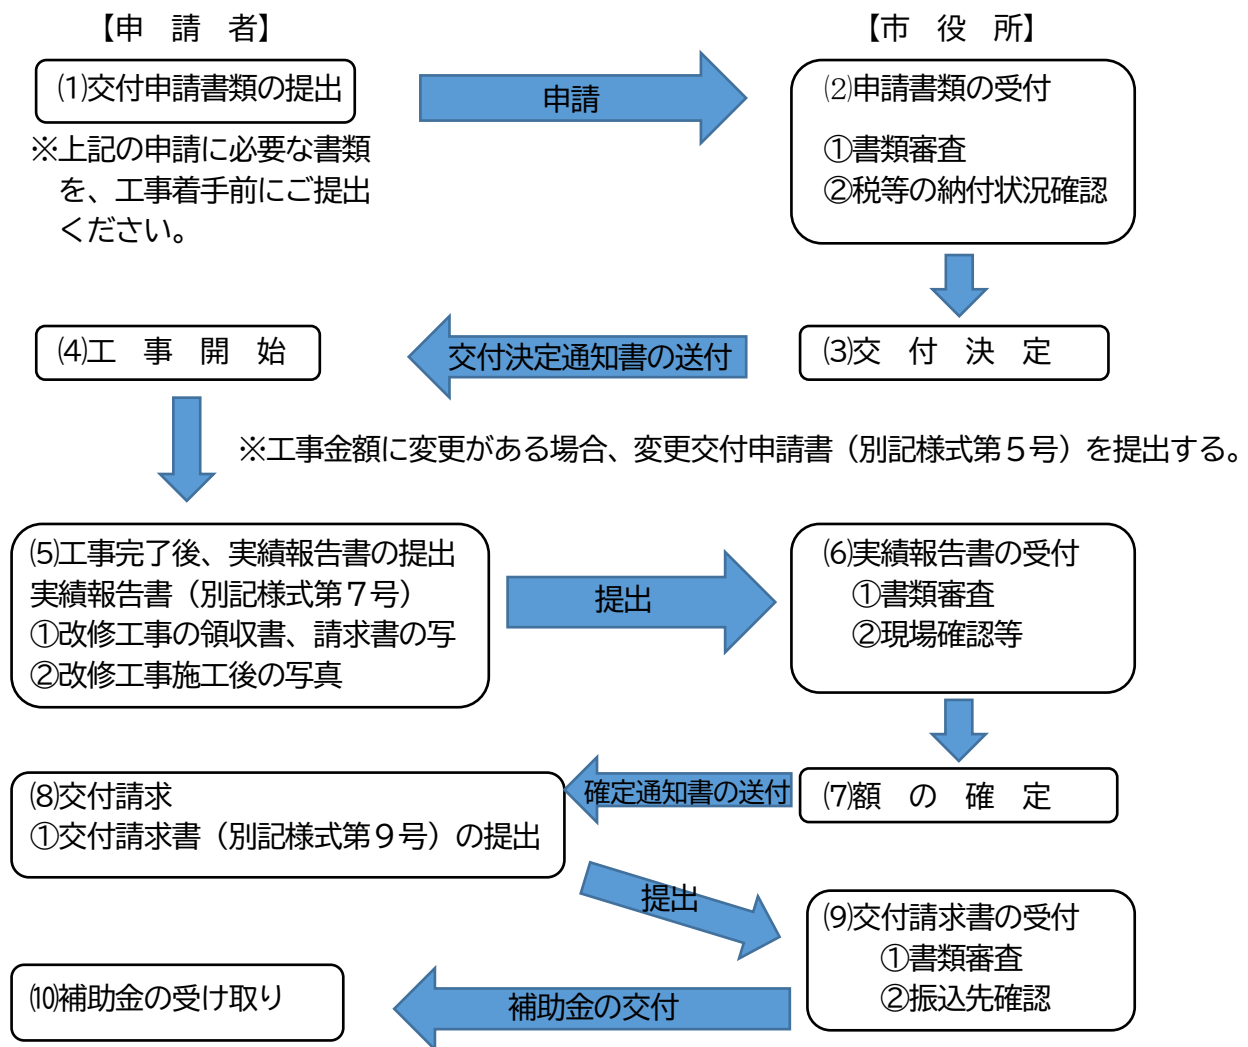 【申　請　者】
【市　役　所】
⑴交付申請書類の提出
申請
⑵申請書類の受付
①書類審査
②税等の納付状況確認
※上記の申請に必要な書類
を、工事着手前にご提出
ください。
⑶交　付　決　定
交付決定通知書の送付
⑷工　事　開　始
※工事金額に変更がある場合、変更交付申請書（別記様式第５号）を提出する。
⑸工事完了後、実績報告書の提出
実績報告書（別記様式第７号）
①改修工事の領収書、請求書の写
②改修工事施工後の写真
提出
⑹実績報告書の受付
①書類審査
②現場確認等
⑺額　の　確　定
確定通知書の送付
⑻交付請求
①交付請求書（別記様式第９号）の提出
提出
⑼交付請求書の受付
①書類審査
②振込先確認
補助金の交付
⑽補助金の受け取り